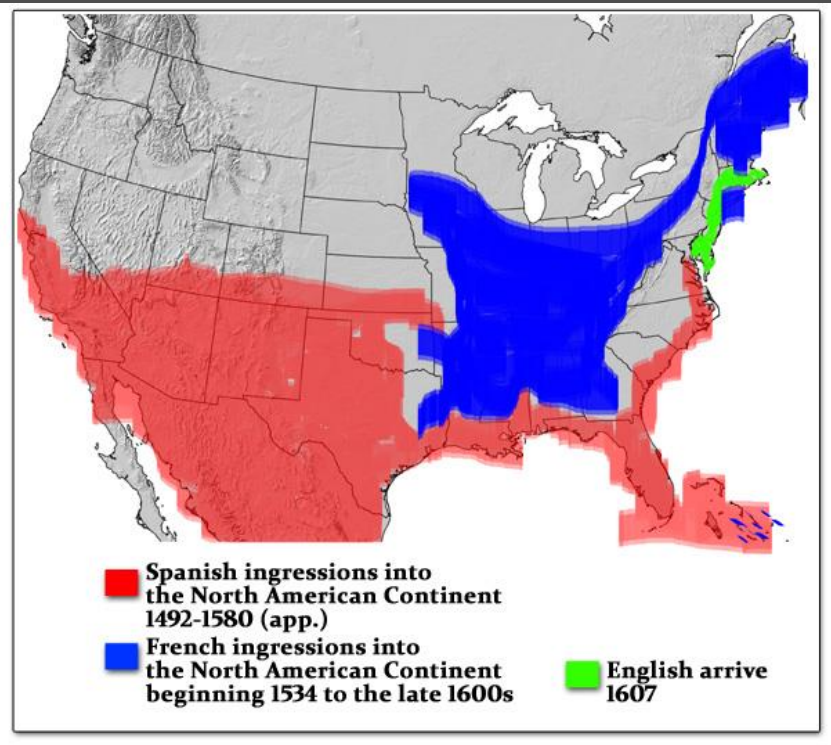 Spanish ingressions into
the North American Continent
1492-1580 (app.)
French ingressions into
the North American Continent
beginning 1534 to the late 1600s
English arrive
1607